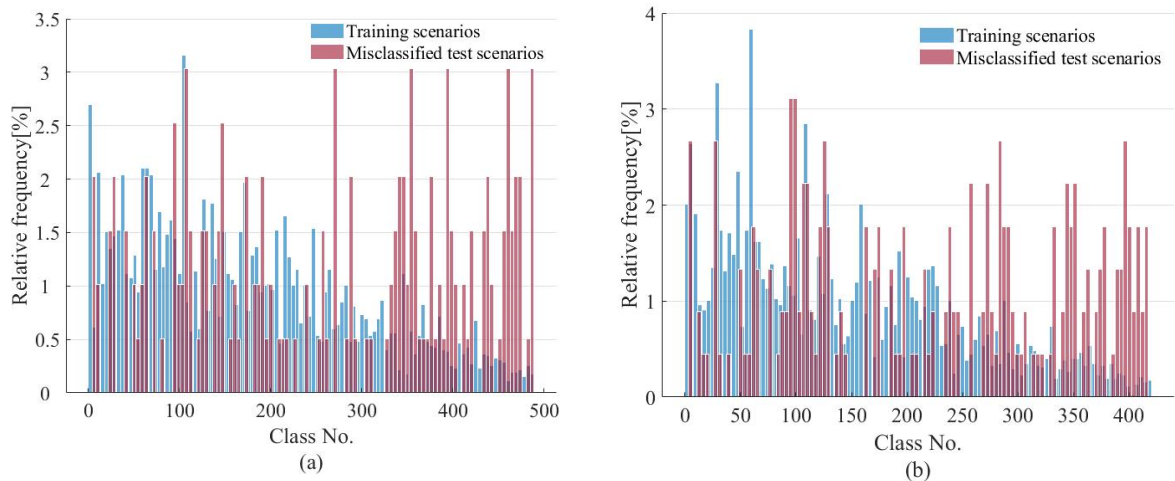 3.5
3
2.5
2
1.5
1
0.5
0
Relative frequency[%]
Training scenarios
Misclassified test scenarios
0 100 200 300 400 500
Class No.
(a)
4
3
2
1
0
Relative frequency[%]
Training scenarios
Misclassified test scenarios
0 50 100 150 200 250 300 350 400
Class No.
(b)